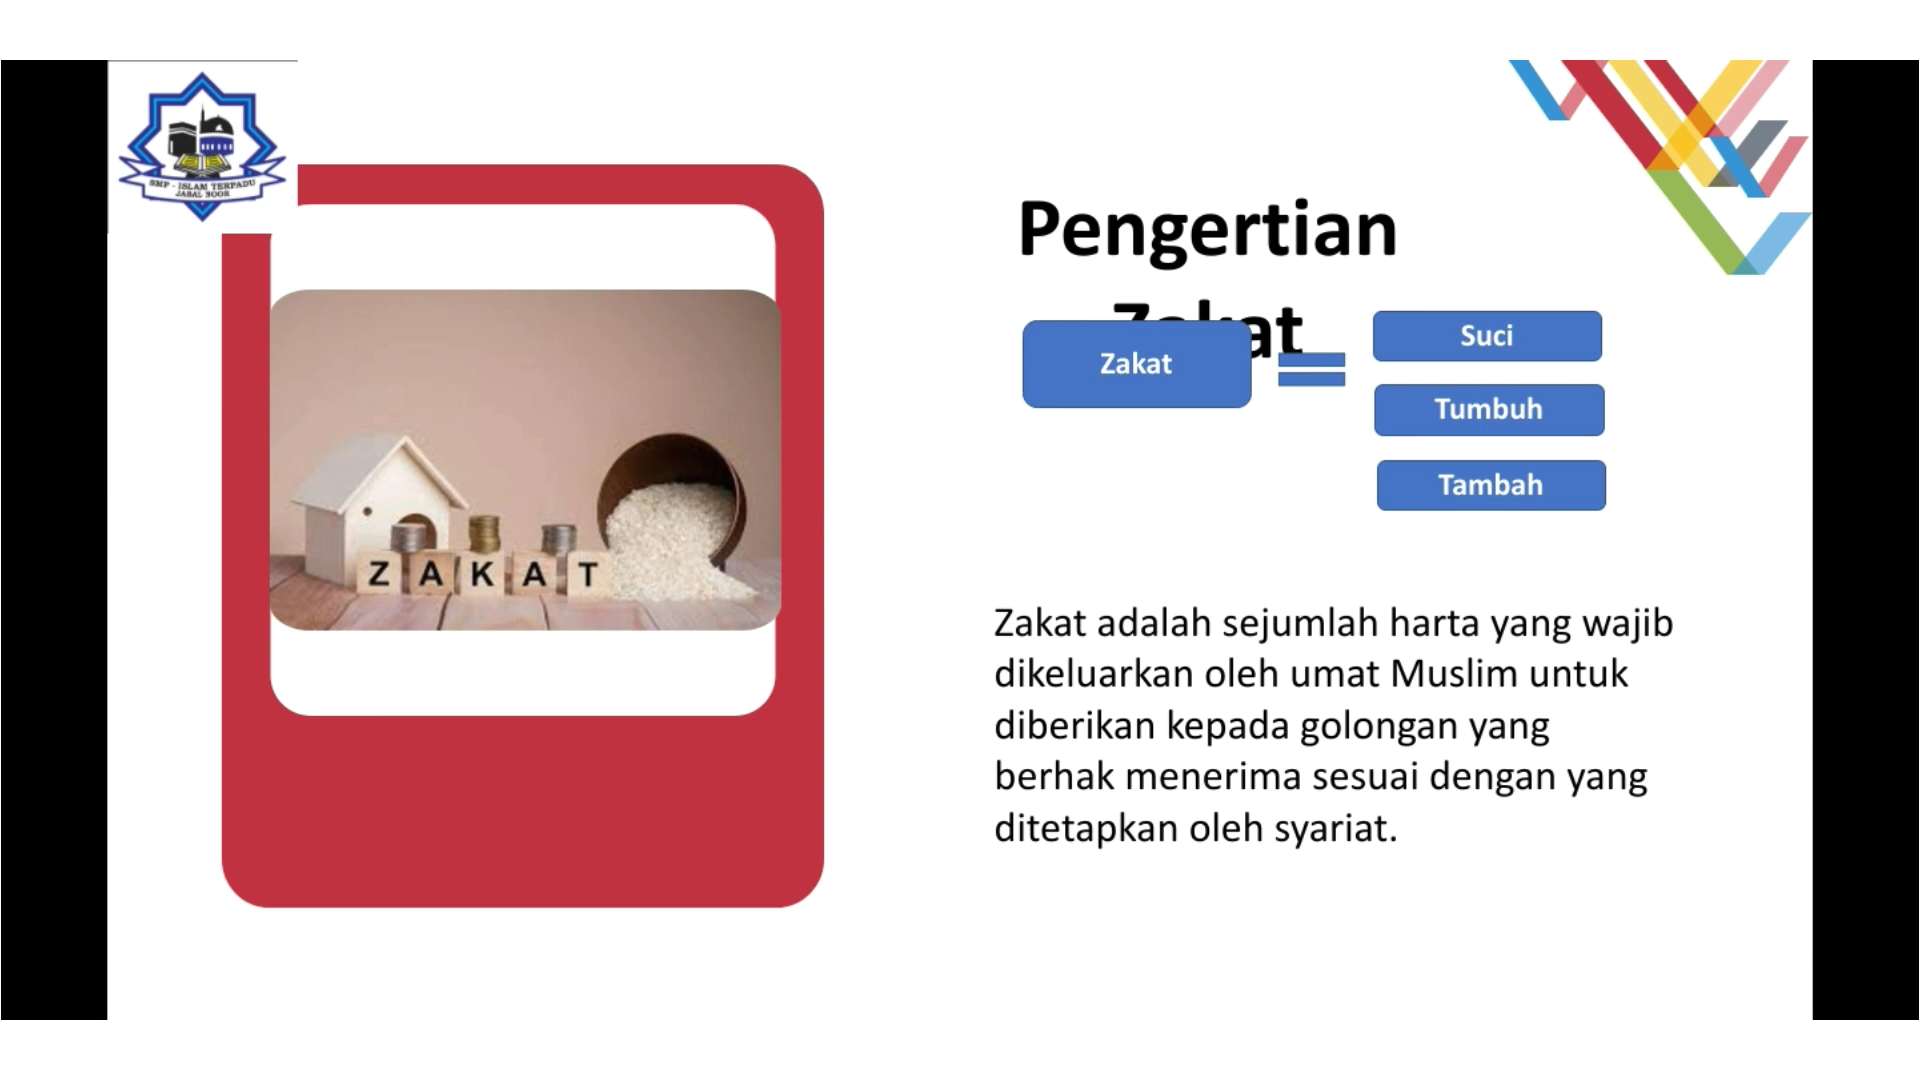 SMP - ISLAM TERPADU
JABAL NOOR
Z A K A T
Pengertian
Zakat
Zakat
Suci
Tumbuh
Tambah
Zakat adalah sejumlah harta yang wajib
dikeluarkan oleh umat Muslim untuk
diberikan kepada golongan yang
berhak menerima sesuai dengan yang
ditetapkan oleh syariat.